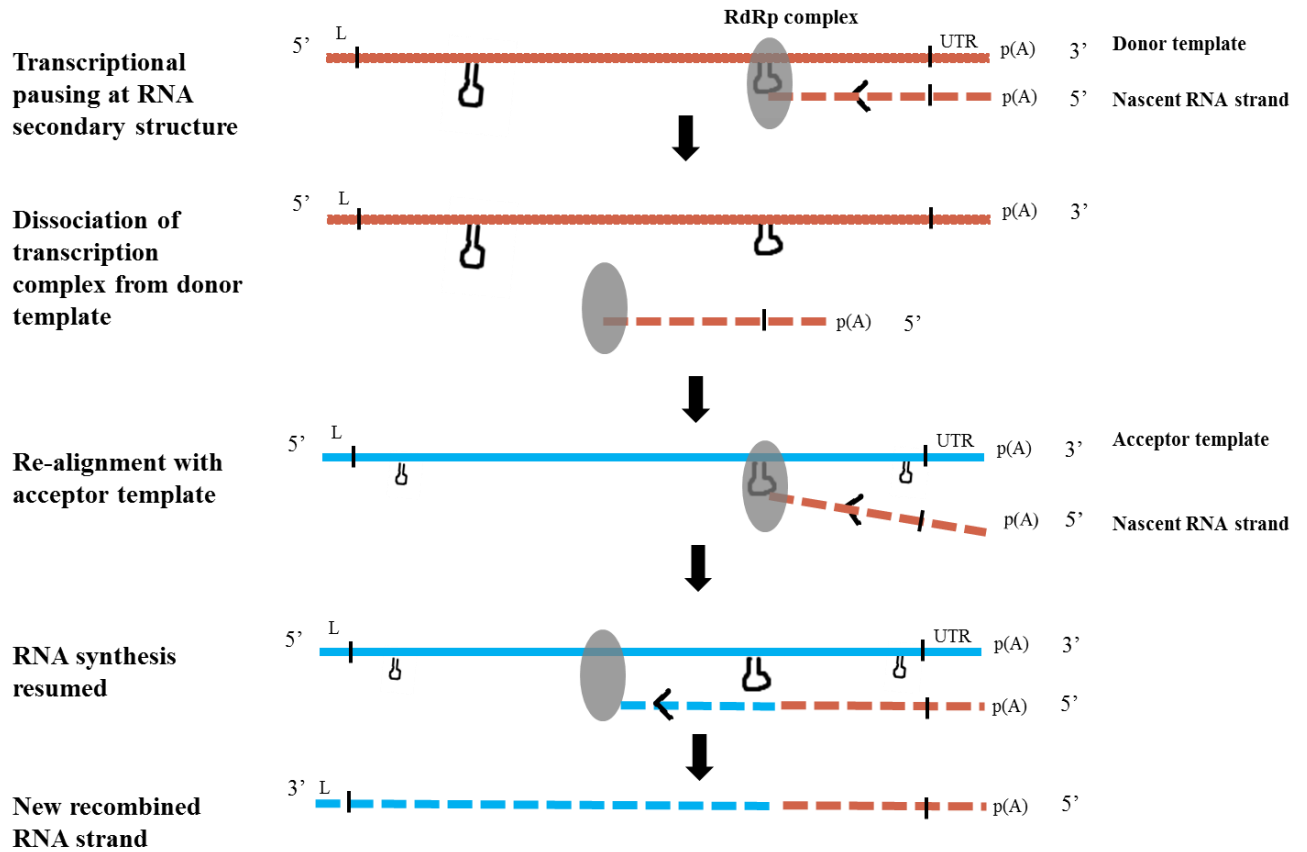 RdRp complex
5’ L UTR p(A) 3’ Donor template
Transcriptional
pausing at RNA
secondary structure
p(A) 5’ Nascent RNA strand
5’ L p(A) 3’
Dissociation of
transcription
complex from donor
template
p(A) 5’
5’ L UTR p(A) 3’ Acceptor template
Re-alignment with
acceptor template
p(A) 5’ Nascent RNA strand
5’ L UTR p(A) 3’
RNA synthesis
resumed
p(A) 5’
3’ L p(A) 5’
New recombined
RNA strand